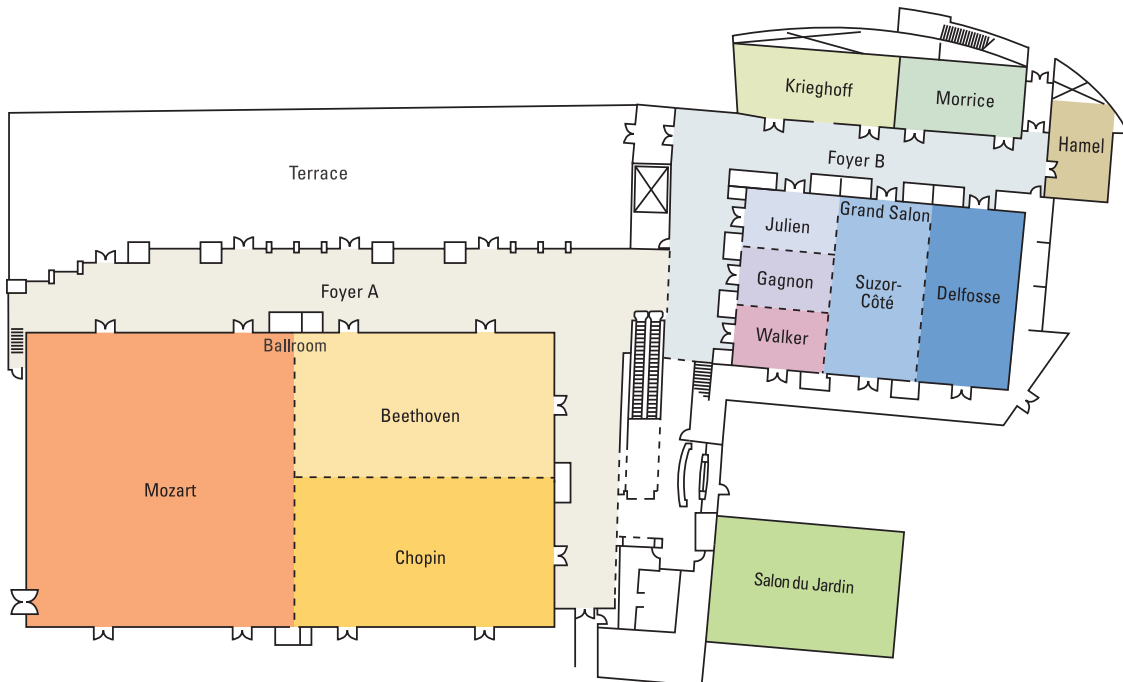 Krieghoff
Morrice
Hamel
Foyer B
Terrace
Grand Salon
Julien
Gagnon
Suzor-
Côté
Delfosse
Walker
Foyer A
Ballroom
Beethoven
Mozart
Chopin
Salon du Jardin